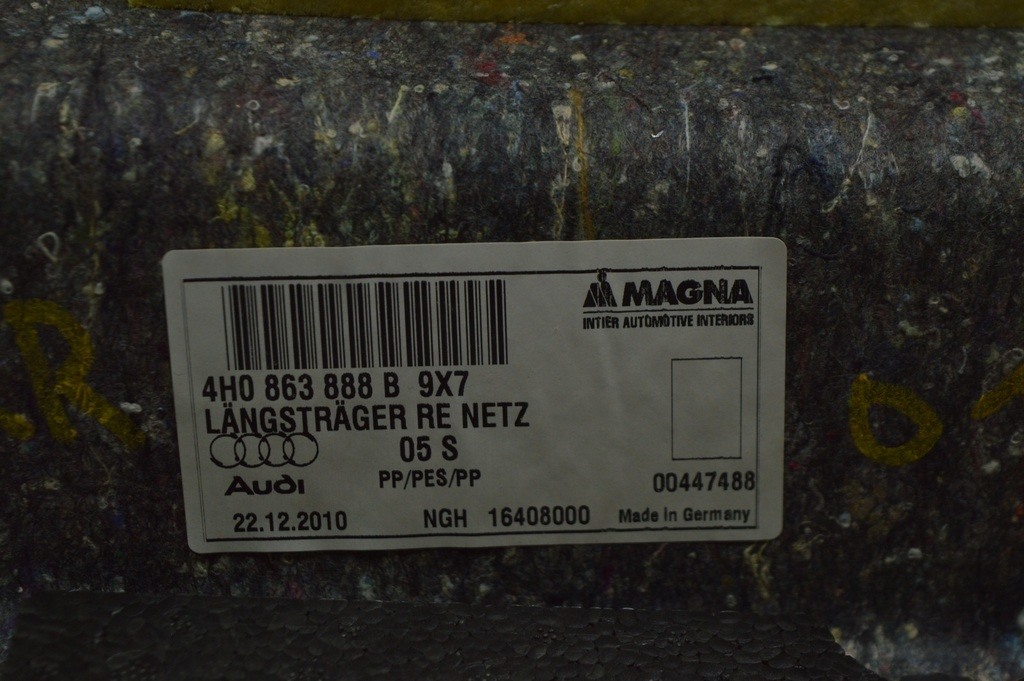 MAGNA
INTIER AUTOMOTIVE INTERIORS
4H0 863 888 B 9X7
LÄNGSTRÄGER RE NETZ
05 S
Audi
PP/PES/PP
00447488
22.12.2010 NGH 16408000 Made in Germany
R